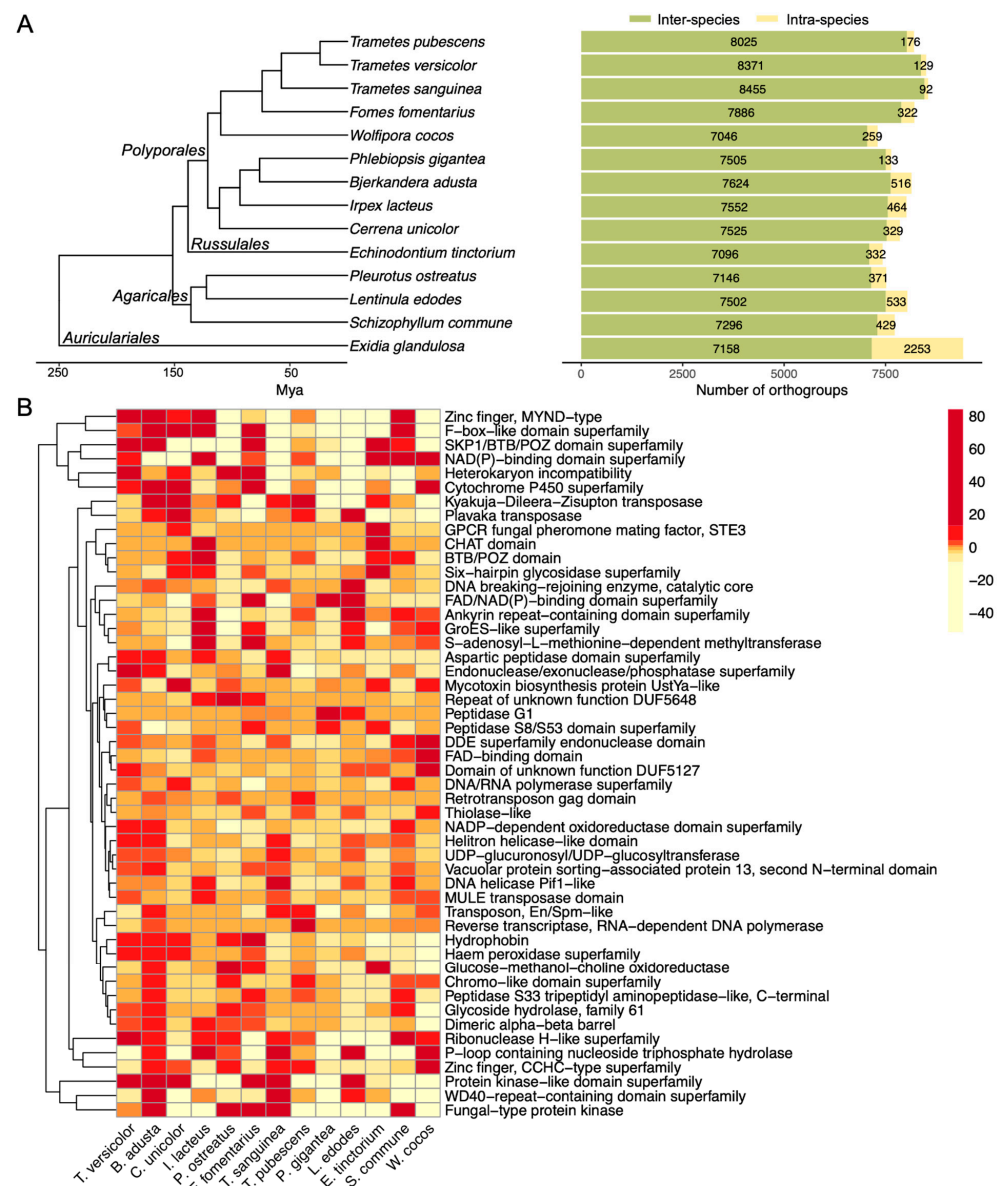 A
Inter-species Intra-species
Trametes pubescens 8025 176
Trametes versicolor 8371 129
Trametes sanguinea 8455 92
Fomes fomentarius 7886 322
Wolfipora cocos 7046 259
Polyporales
Phlebiopsis gigantea 7505 133
Bjerkandera adusta 7624 516
Irpex lacteus 7552 464
Cerrena unicolor 7525 329
Russulales
Echinodontium tinctorium 7096 332
Pleurotus ostreatus 7146 371
Agaricales
Lentinula edodes 7502 533
Schizophyllum commune 7296 429
Auriculariales
Exidia glandulosa 7158 2253
250 150 50
Mya
0 2500 5000 7500
Number of orthogroups
B
Zinc finger, MYND−type
F−box−like domain superfamily
SKP1/BTB/POZ domain superfamily
NAD(P)−binding domain superfamily
Heterokaryon incompatibility
Cytochrome P450 superfamily
Kyakuja−Dileera−Zisupton transposase
Plavaka transposase
GPCR fungal pheromone mating factor, STE3
CHAT domain
BTB/POZ domain
Six−hairpin glycosidase superfamily
DNA breaking−rejoining enzyme, catalytic core
FAD/NAD(P)−binding domain superfamily
Ankyrin repeat−containing domain superfamily
GroES−like superfamily
S−adenosyl−L−methionine−dependent methyltransferase
Aspartic peptidase domain superfamily
Endonuclease/exonuclease/phosphatase superfamily
Mycotoxin biosynthesis protein UstYa−like
Repeat of unknown function DUF5648
Peptidase G1
Peptidase S8/S53 domain superfamily
DDE superfamily endonuclease domain
FAD−binding domain
Domain of unknown function DUF5127
DNA/RNA polymerase superfamily
Retrotransposon gag domain
Thiolase−like
NADP−dependent oxidoreductase domain superfamily
Helitron helicase−like domain
UDP−glucuronosyl/UDP−glucosyltransferase
Vacuolar protein sorting−associated protein 13, second N−terminal domain
DNA helicase Pif1−like
MULE transposase domain
Transposon, En/Spm−like
Reverse transcriptase, RNA−dependent DNA polymerase
Hydrophobin
Haem peroxidase superfamily
Glucose−methanol−choline oxidoreductase
Chromo−like domain superfamily
Peptidase S33 tripeptidyl aminopeptidase−like, C−terminal
Glycoside hydrolase, family 61
Dimeric alpha−beta barrel
Ribonuclease H−like superfamily
P−loop containing nucleoside triphosphate hydrolase
Zinc finger, CCHC−type superfamily
Protein kinase−like domain superfamily
WD40−repeat−containing domain superfamily
Fungal−type protein kinase
80
60
40
20
0
−20
−40
T. versicolor
B. adusta
C. unicolor
I. lacteus
P. ostreatus
fomentarius
T. sanguinea
T. pubescens
P. gigantea
L. edodes
E. tinctorium
S. commune
W. cocos